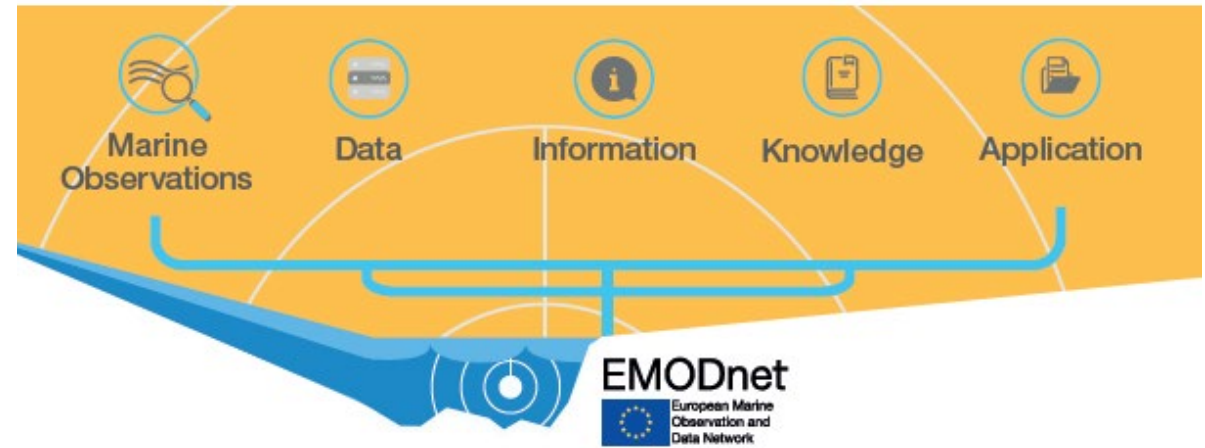 Marine
Observations
Data
Information
Knowledge
Application
EMODnet
European Marine
Observation and
Data Network